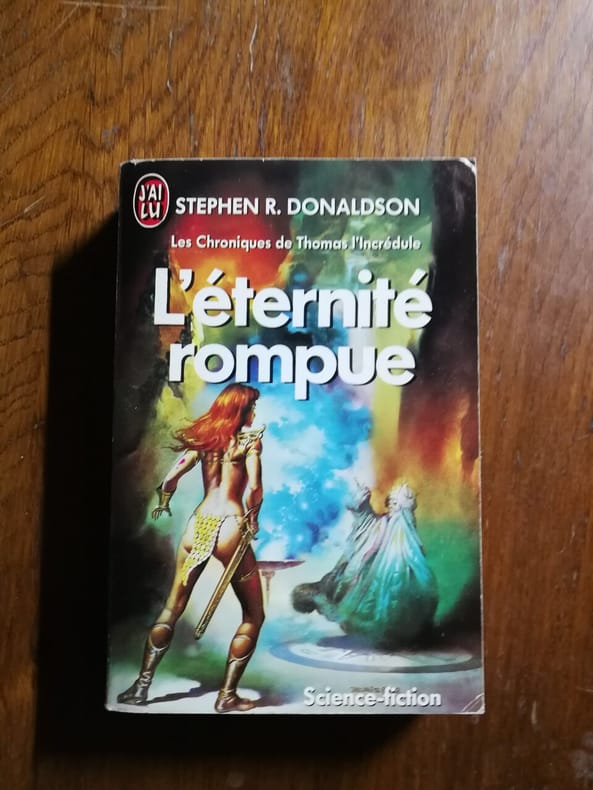 J'AI
LU
STEPHEN R. DONALDSON
Les Chroniques de Thomas l'Incrédule
L'éternité
rompue
Science-fiction